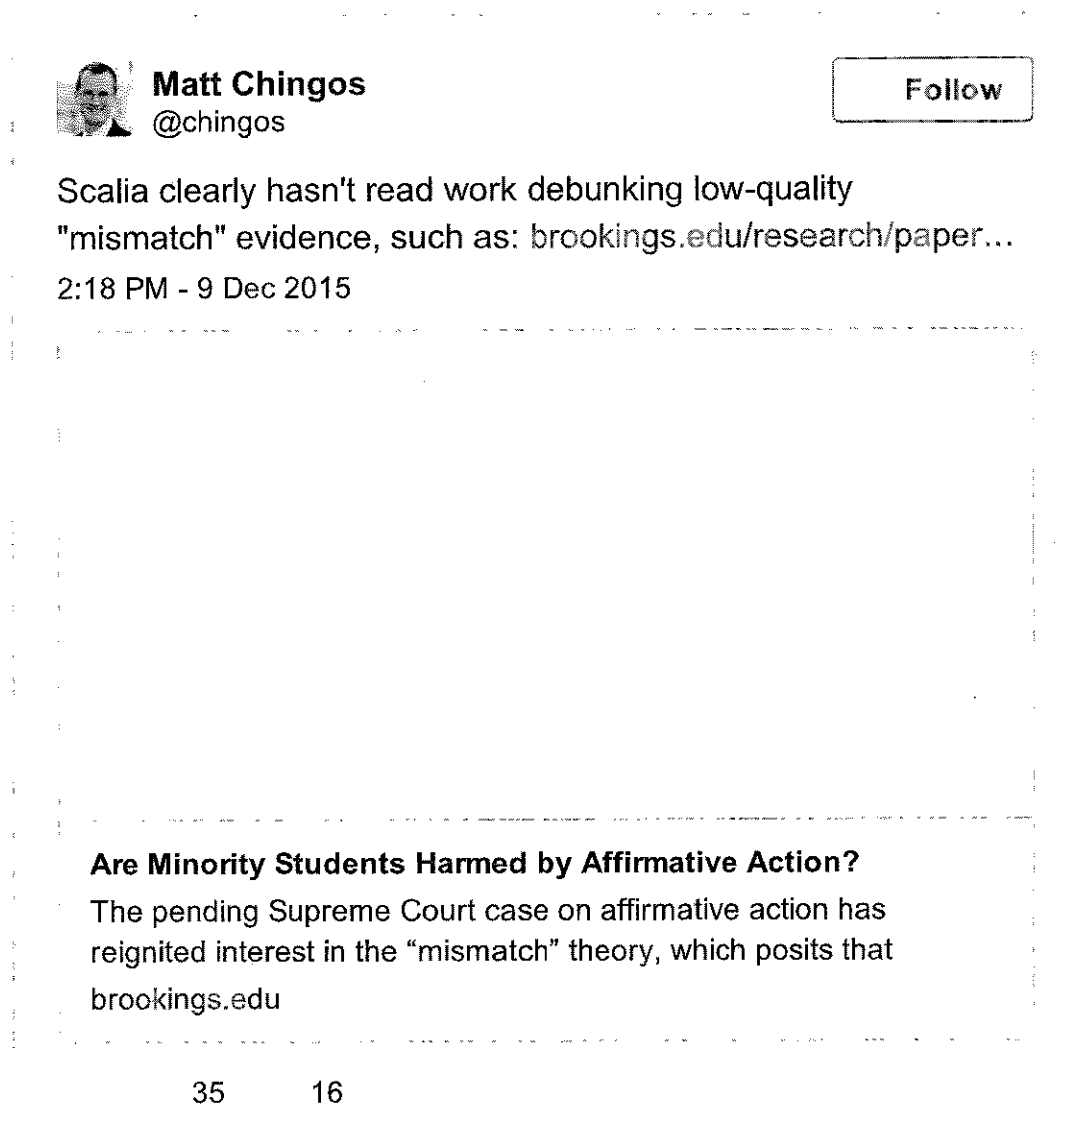 Matt Chingos
@chingos
Follow
Scalia clearly hasn't read work debunking low-quality
"mismatch" evidence, such as: brookings.edu/research/paper...
2:18 PM - 9 Dec 2015
Are Minority Students Harmed by Affirmative Action?
The pending Supreme Court case on affirmative action has
reignited interest in the “mismatch” theory, which posits that
brookings.edu
35 16